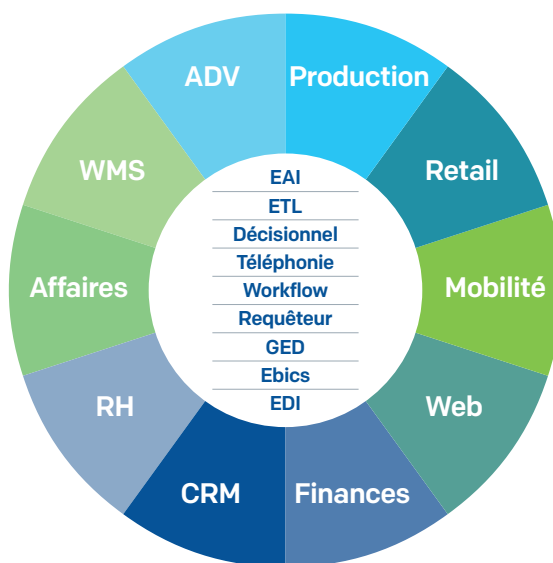 ADV
Production
WMS
Retail
EAI
ETL
Décisionnel
Téléphonie
Workflow
Requêteur
GED
Ebics
EDI
Affaires
Mobilité
RH
Web
CRM
Finances